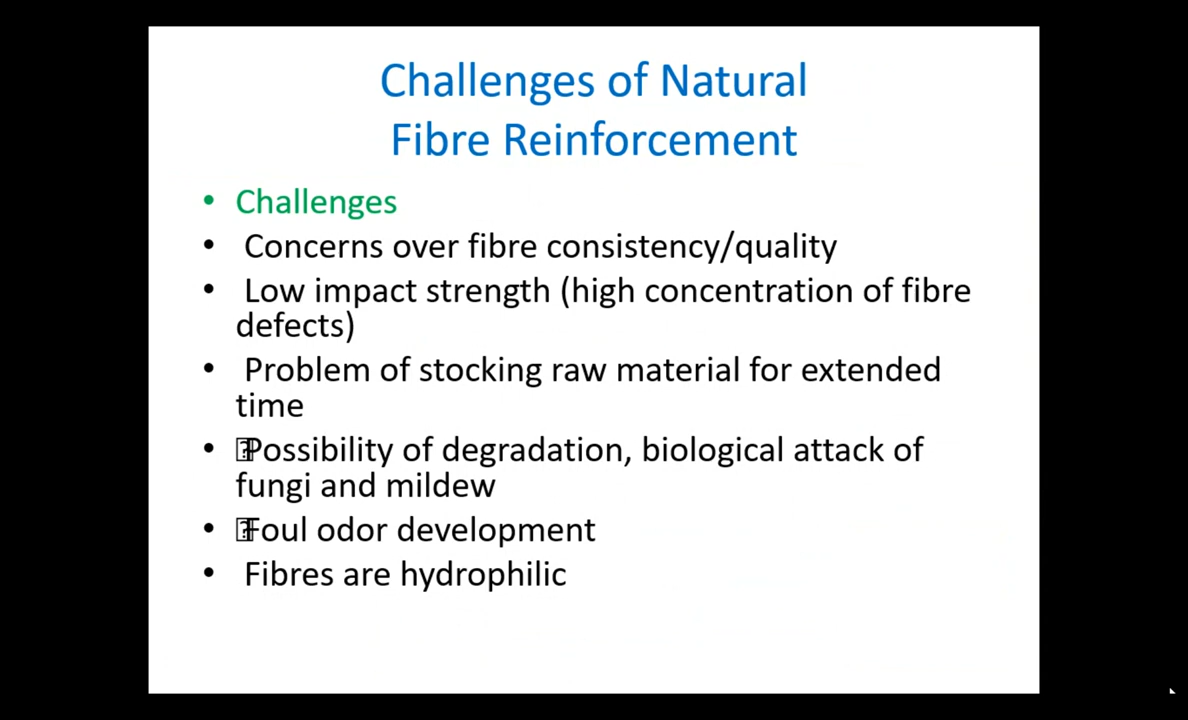 Challenges of Natural
Fibre Reinforcement
• Challenges
• Concerns over fibre consistency/quality
• Low impact strength (high concentration of fibre
defects)
• Problem of stocking raw material for extended
time
• Possibility of degradation, biological attack of
fungi and mildew
• Foul odor development
• Fibres are hydrophilic